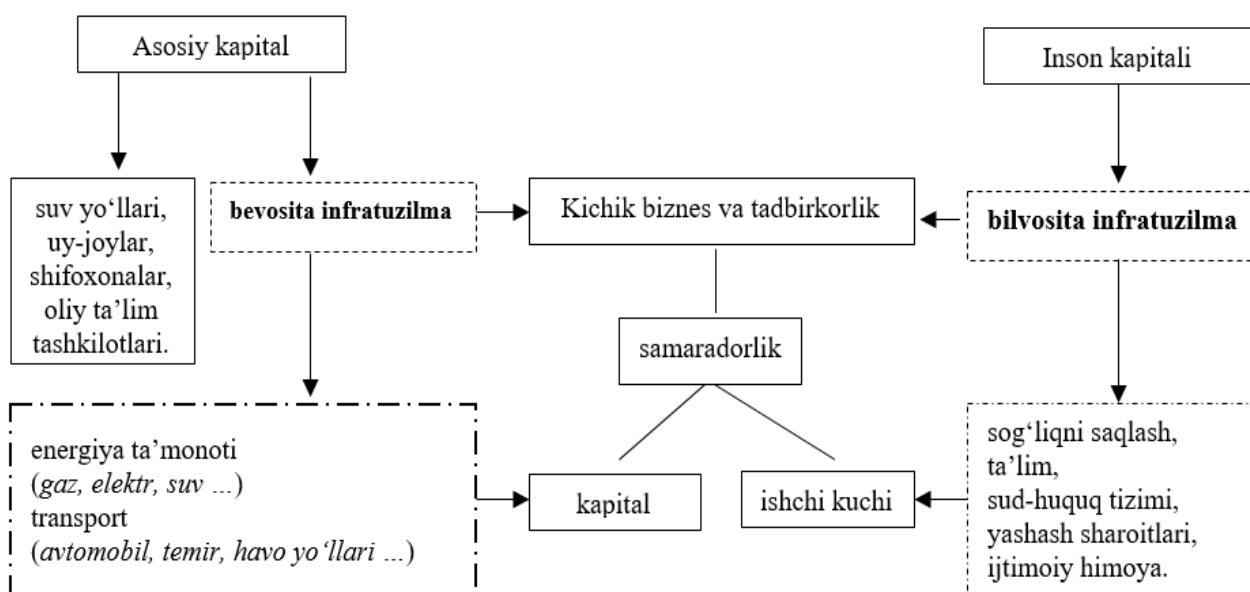 Asosiy kapital
Inson kapitali
suv yo‘llari,
uy-joylar,
shifoxonalar,
oliy ta’lim
tashkilotlari.
bevosita infratuzilma
Kichik biznes va tadbirkorlik
bilvosita infratuzilma
samaradorlik
energiya ta’monoti
(gaz, elektr, suv ...)
transport
(avtomobil, temir, havo yo‘llari ...)
kapital
ishchi kuchi
sog‘liqni saqlash,
ta’lim,
sud-huquq tizimi,
yashash sharoitlari,
ijtimoiy himoya.